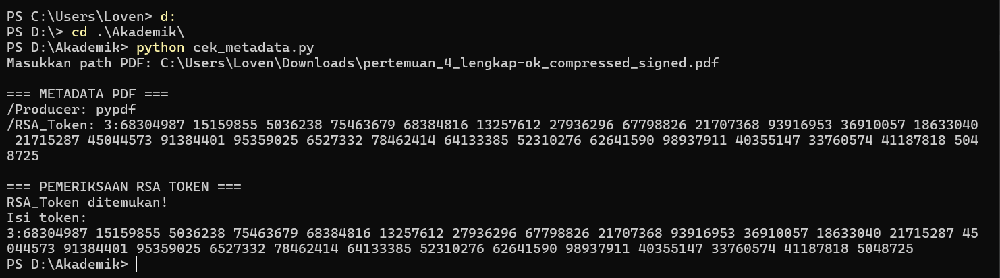 PS C:\Users\Loven> d:
PS D:\> cd .\Akademik\
PS D:\Akademik> python cek_metadata.py
Masukkan path PDF: C:\Users\Loven\Downloads\pertemuan_4_lengkap-ok_compressed_signed.pdf
=== METADATA PDF ===
/Producer: pypdf
/RSA_Token: 3:68304987 15159855 5036238 75463679 68384816 13257612 27936296 67798826 21707368 93916953 36910057 18633040
21715287 45044573 91384401 95359025 6527332 78462414 64133385 52310276 62641590 98937911 40355147 33760574 41187818 504
8725
=== PEMERIKSAAN RSA TOKEN ===
RSA_Token ditemukan!
Isi token:
3:68304987 15159855 5036238 75463679 68384816 13257612 27936296 67798826 21707368 93916953 36910057 18633040 21715287 45
044573 91384401 95359025 6527332 78462414 64133385 52310276 62641590 98937911 40355147 33760574 41187818 5048725
PS D:\Akademik>